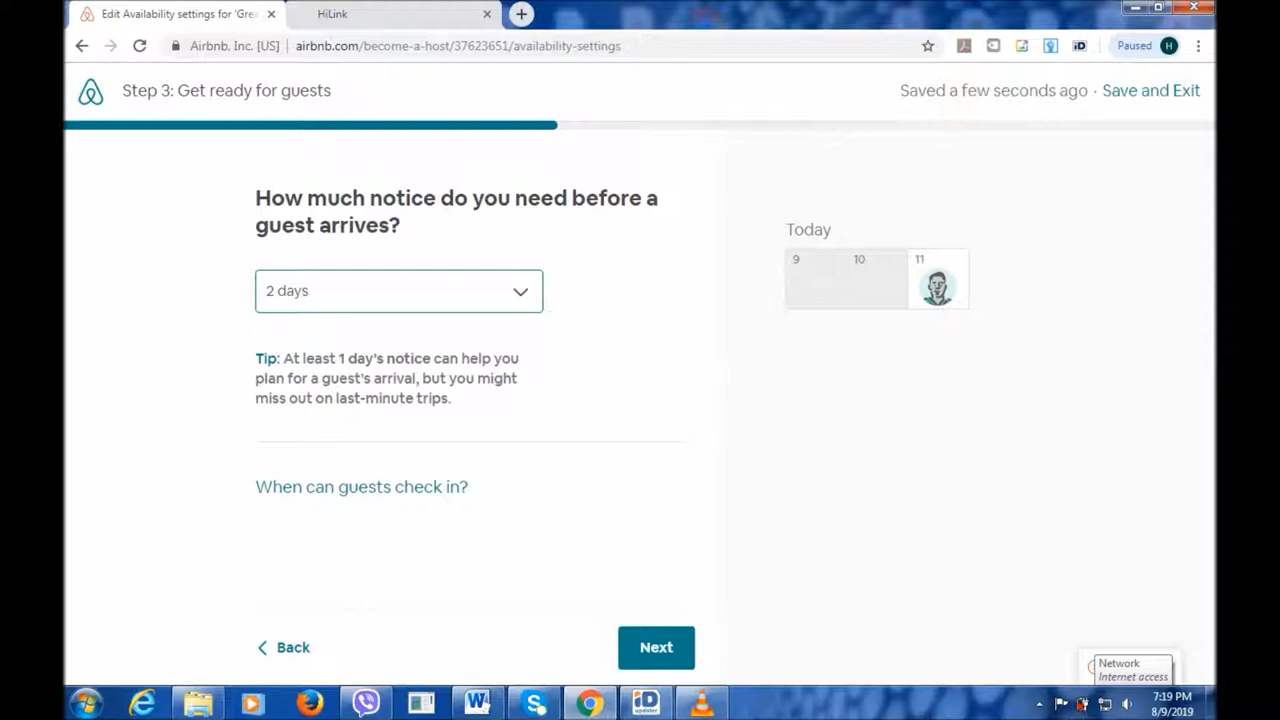 Edit Availability settings for 'Grea
HiLink
Airbnb, Inc. [US] | airbnb.com/become-a-host/37623651/availability-settings
iD
Paused H
Step 3: Get ready for guests
Saved a few seconds ago · Save and Exit
How much notice do you need before a
guest arrives?
2 days
Tip: At least 1 day's notice can help you
plan for a guest's arrival, but you might
miss out on last-minute trips.
When can guests check in?
Back
Next
Today
9 10 11
Network
Internet access
iD
updater
7:19 PM
8/9/2019